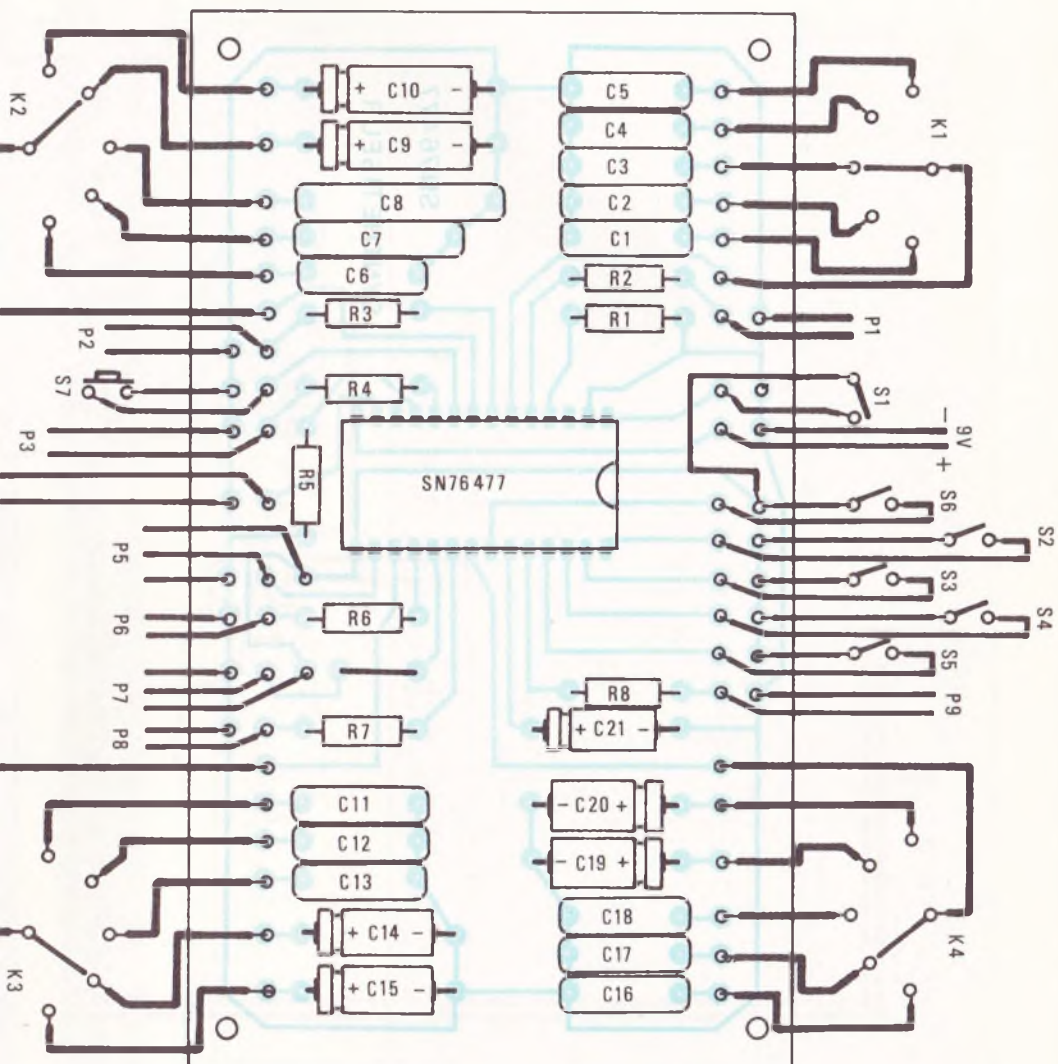 + C10 -
C5
K2
C4
K1
+ C9 -
C3
C8
C2
C7
C1
C6
R2
R3
R1
P1
P2
S7
R4
S1
- 9V +
P3
R5
SN76477
S6
S2
P5
S3
P6
R6
S4
S5
P7
R8
P9
P8
R7
+ C21 -
C11
- C20 +
C12
C13
- C19 +
C18
+ C14 -
K4
K3
C17
+ C15 -
C16
SN76477